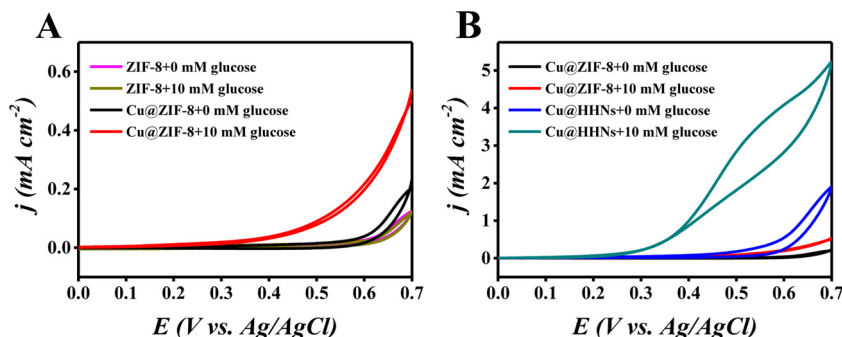 A
0.6
0.4
0.2
0.0
j (mA cm⁻²)
ZIF-8+0 mM glucose
ZIF-8+10 mM glucose
Cu@ZIF-8+0 mM glucose
Cu@ZIF-8+10 mM glucose
0.0 0.1 0.2 0.3 0.4 0.5 0.6 0.7
E (V vs. Ag/AgCl)
B
5
4
3
2
1
0
j (mA cm⁻²)
Cu@ZIF-8+0 mM glucose
Cu@ZIF-8+10 mM glucose
Cu@HHNs+0 mM glucose
Cu@HHNs+10 mM glucose
0.0 0.1 0.2 0.3 0.4 0.5 0.6 0.7
E (V vs. Ag/AgCl)